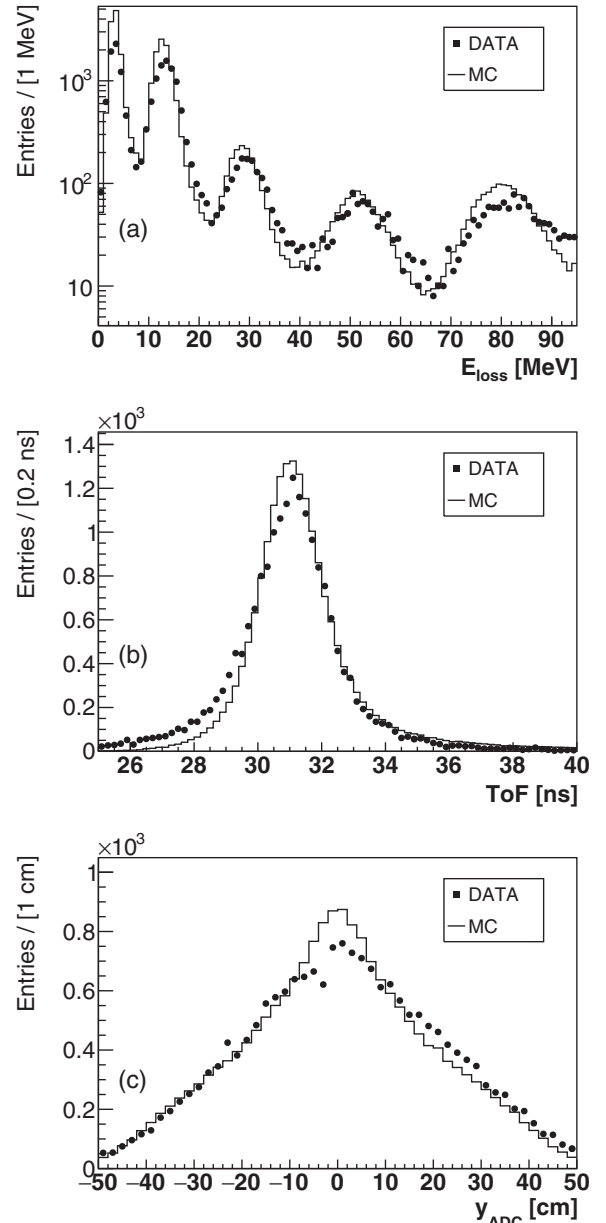 Entries / [1 MeV]
10³
10²
10
DATA
MC
(a)
0 10 20 30 40 50 60 70 80 90
E_loss [MeV]
×10³
Entries / [0.2 ns]
1.4
1.2
1
0.8
0.6
0.4
0.2
0
DATA
MC
(b)
26 28 30 32 34 36 38 40
ToF [ns]
×10³
Entries / [1 cm]
1
0.8
0.6
0.4
0.2
0
DATA
MC
(c)
−50 −40 −30 −20 −10 0 10 20 30 40 50
y_ADC [cm]